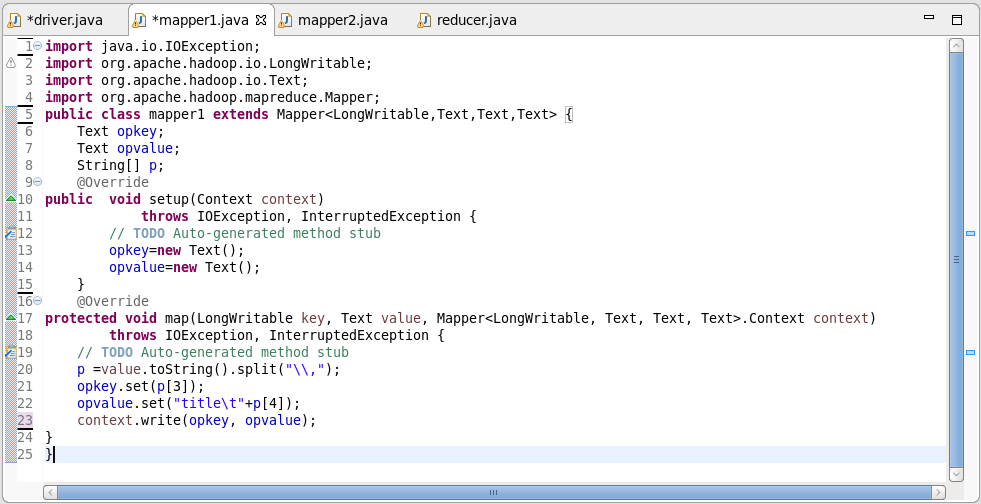 *driver.java *mapper1.java mapper2.java reducer.java
1 import java.io.IOException;
2 import org.apache.hadoop.io.LongWritable;
3 import org.apache.hadoop.io.Text;
4 import org.apache.hadoop.mapreduce.Mapper;
5 public class mapper1 extends Mapper<LongWritable,Text,Text,Text> {
6     Text opkey;
7     Text opvalue;
8     String[] p;
9     @Override
10 public  void setup(Context context)
11             throws IOException, InterruptedException {
12         // TODO Auto-generated method stub
13         opkey=new Text();
14         opvalue=new Text();
15     }
16     @Override
17 protected void map(LongWritable key, Text value, Mapper<LongWritable, Text, Text, Text>.Context context)
18         throws IOException, InterruptedException {
19     // TODO Auto-generated method stub
20     p =value.toString().split("\\,");
21     opkey.set(p[3]);
22     opvalue.set("title\t"+p[4]);
23     context.write(opkey, opvalue);
24 }
25 }